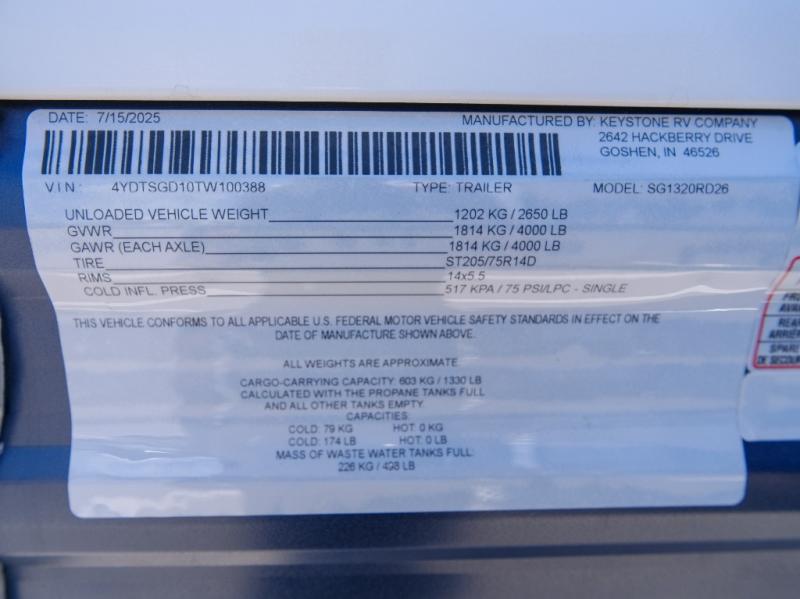 DATE: 7/15/2025 MANUFACTURED BY: KEYSTONE RV COMPANY
2642 HACKBERRY DRIVE
GOSHEN, IN 46526
VIN: 4YDTSGD10TW100388 TYPE: TRAILER MODEL: SG1320RD26
UNLOADED VEHICLE WEIGHT 1202 KG / 2650 LB
GVWR 1814 KG / 4000 LB
GAWR (EACH AXLE) 1814 KG / 4000 LB
TIRE ST205/75R14D
RIMS 14x5.5
COLD INFL. PRESS 517 KPA / 75 PSI/LPC - SINGLE
THIS VEHICLE CONFORMS TO ALL APPLICABLE U.S. FEDERAL MOTOR VEHICLE SAFETY STANDARDS IN EFFECT ON THE
DATE OF MANUFACTURE SHOWN ABOVE.
ALL WEIGHTS ARE APPROXIMATE
CARGO-CARRYING CAPACITY: 603 KG / 1330 LB
CALCULATED WITH THE PROPANE TANKS FULL
AND ALL OTHER TANKS EMPTY.
CAPACITIES:
COLD: 79 KG HOT: 0 KG
COLD: 174 LB HOT: 0 LB
MASS OF WASTE WATER TANKS FULL:
226 KG / 498 LB
REAR
SPARE